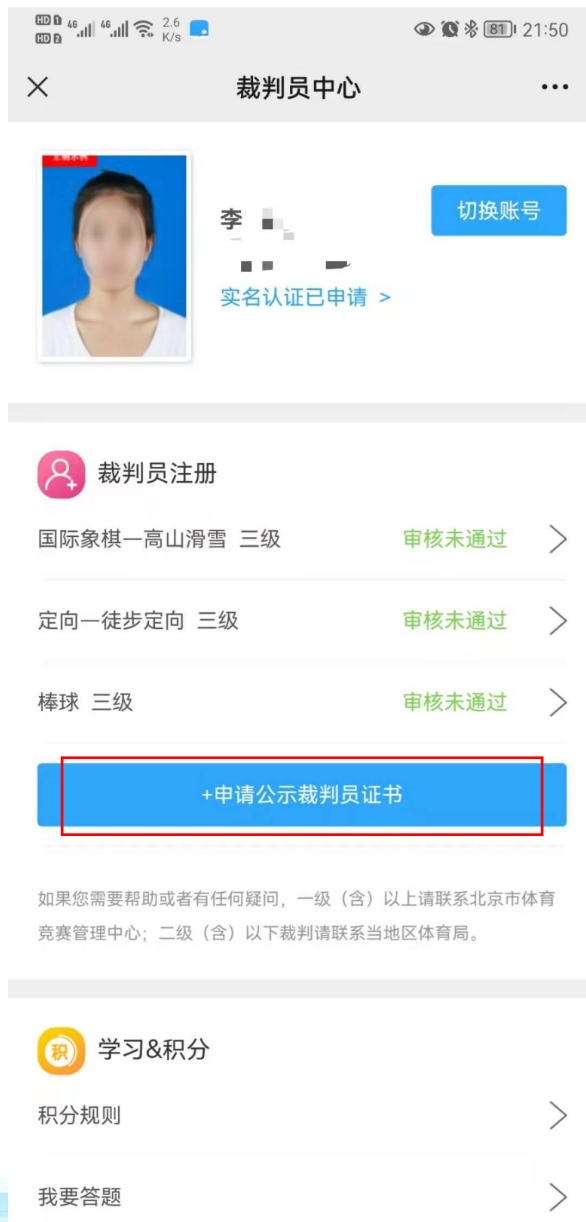 HD 1 46 46 2.6 81 21:50
HD 2 K/s
裁判员中心
李
切换账号
实名认证已申请 >
裁判员注册
国际象棋—高山滑雪 三级 审核未通过
定向—徒步定向 三级 审核未通过
棒球 三级 审核未通过
+申请公示裁判员证书
如果您需要帮助或者有任何疑问，一级（含）以上请联系北京市体育
竞赛管理中心；二级（含）以下裁判请联系当地区体育局。
积 学习&积分
积分规则
我要答题